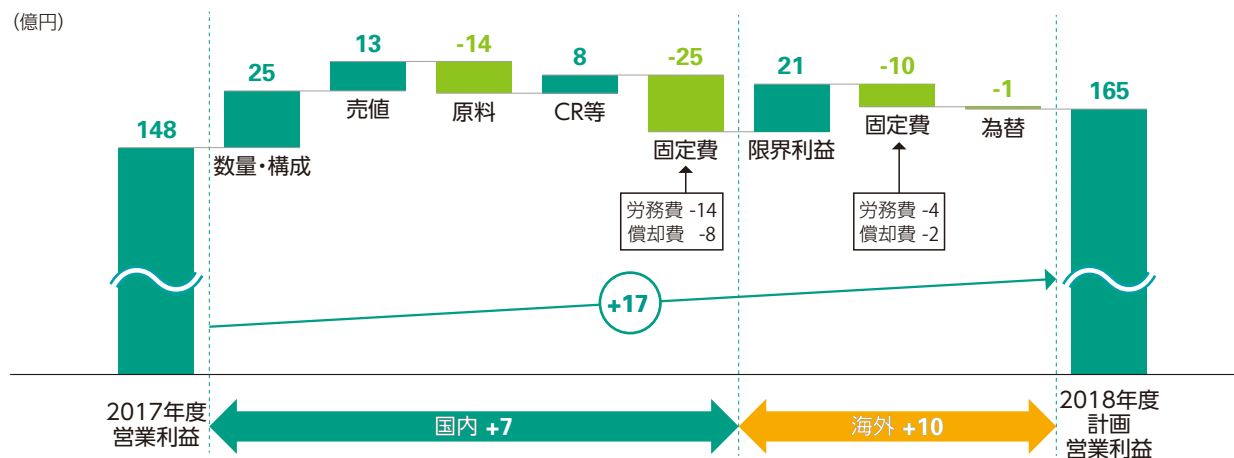 (億円)
148
25
数量・構成
13
売値
-14
原料
8
CR等
-25
固定費
労務費 -14
償却費 -8
21
限界利益
-10
固定費
労務費 -4
償却費 -2
-1
為替
165
+17
2017年度
営業利益
国内 +7
海外 +10
2018年度
計画
営業利益